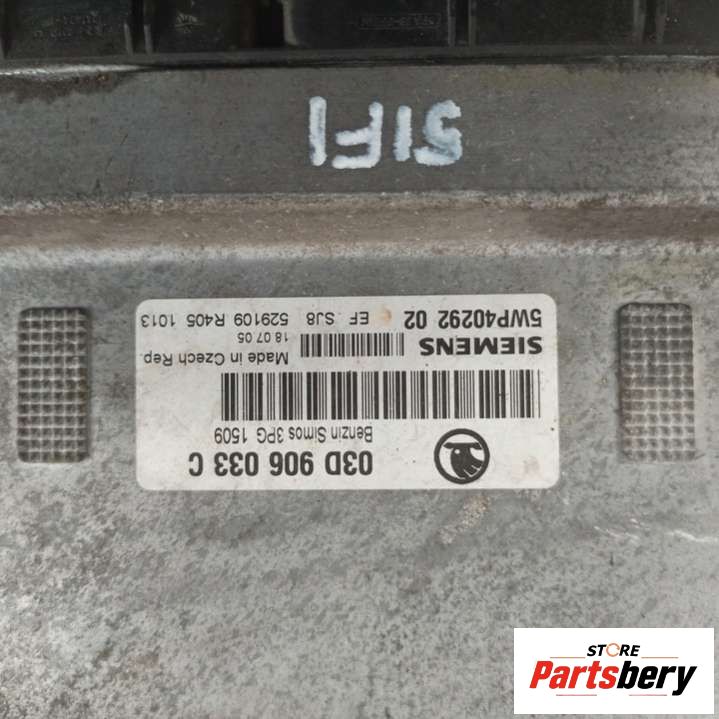 51F1
03D 906 033 C
Benzin Simos 3PG 1509
SIEMENS
Made in Czech Rep.
18.07.05
5WP40292 02
EF SJ8 529109 R405 1013
STORE
Partsbery